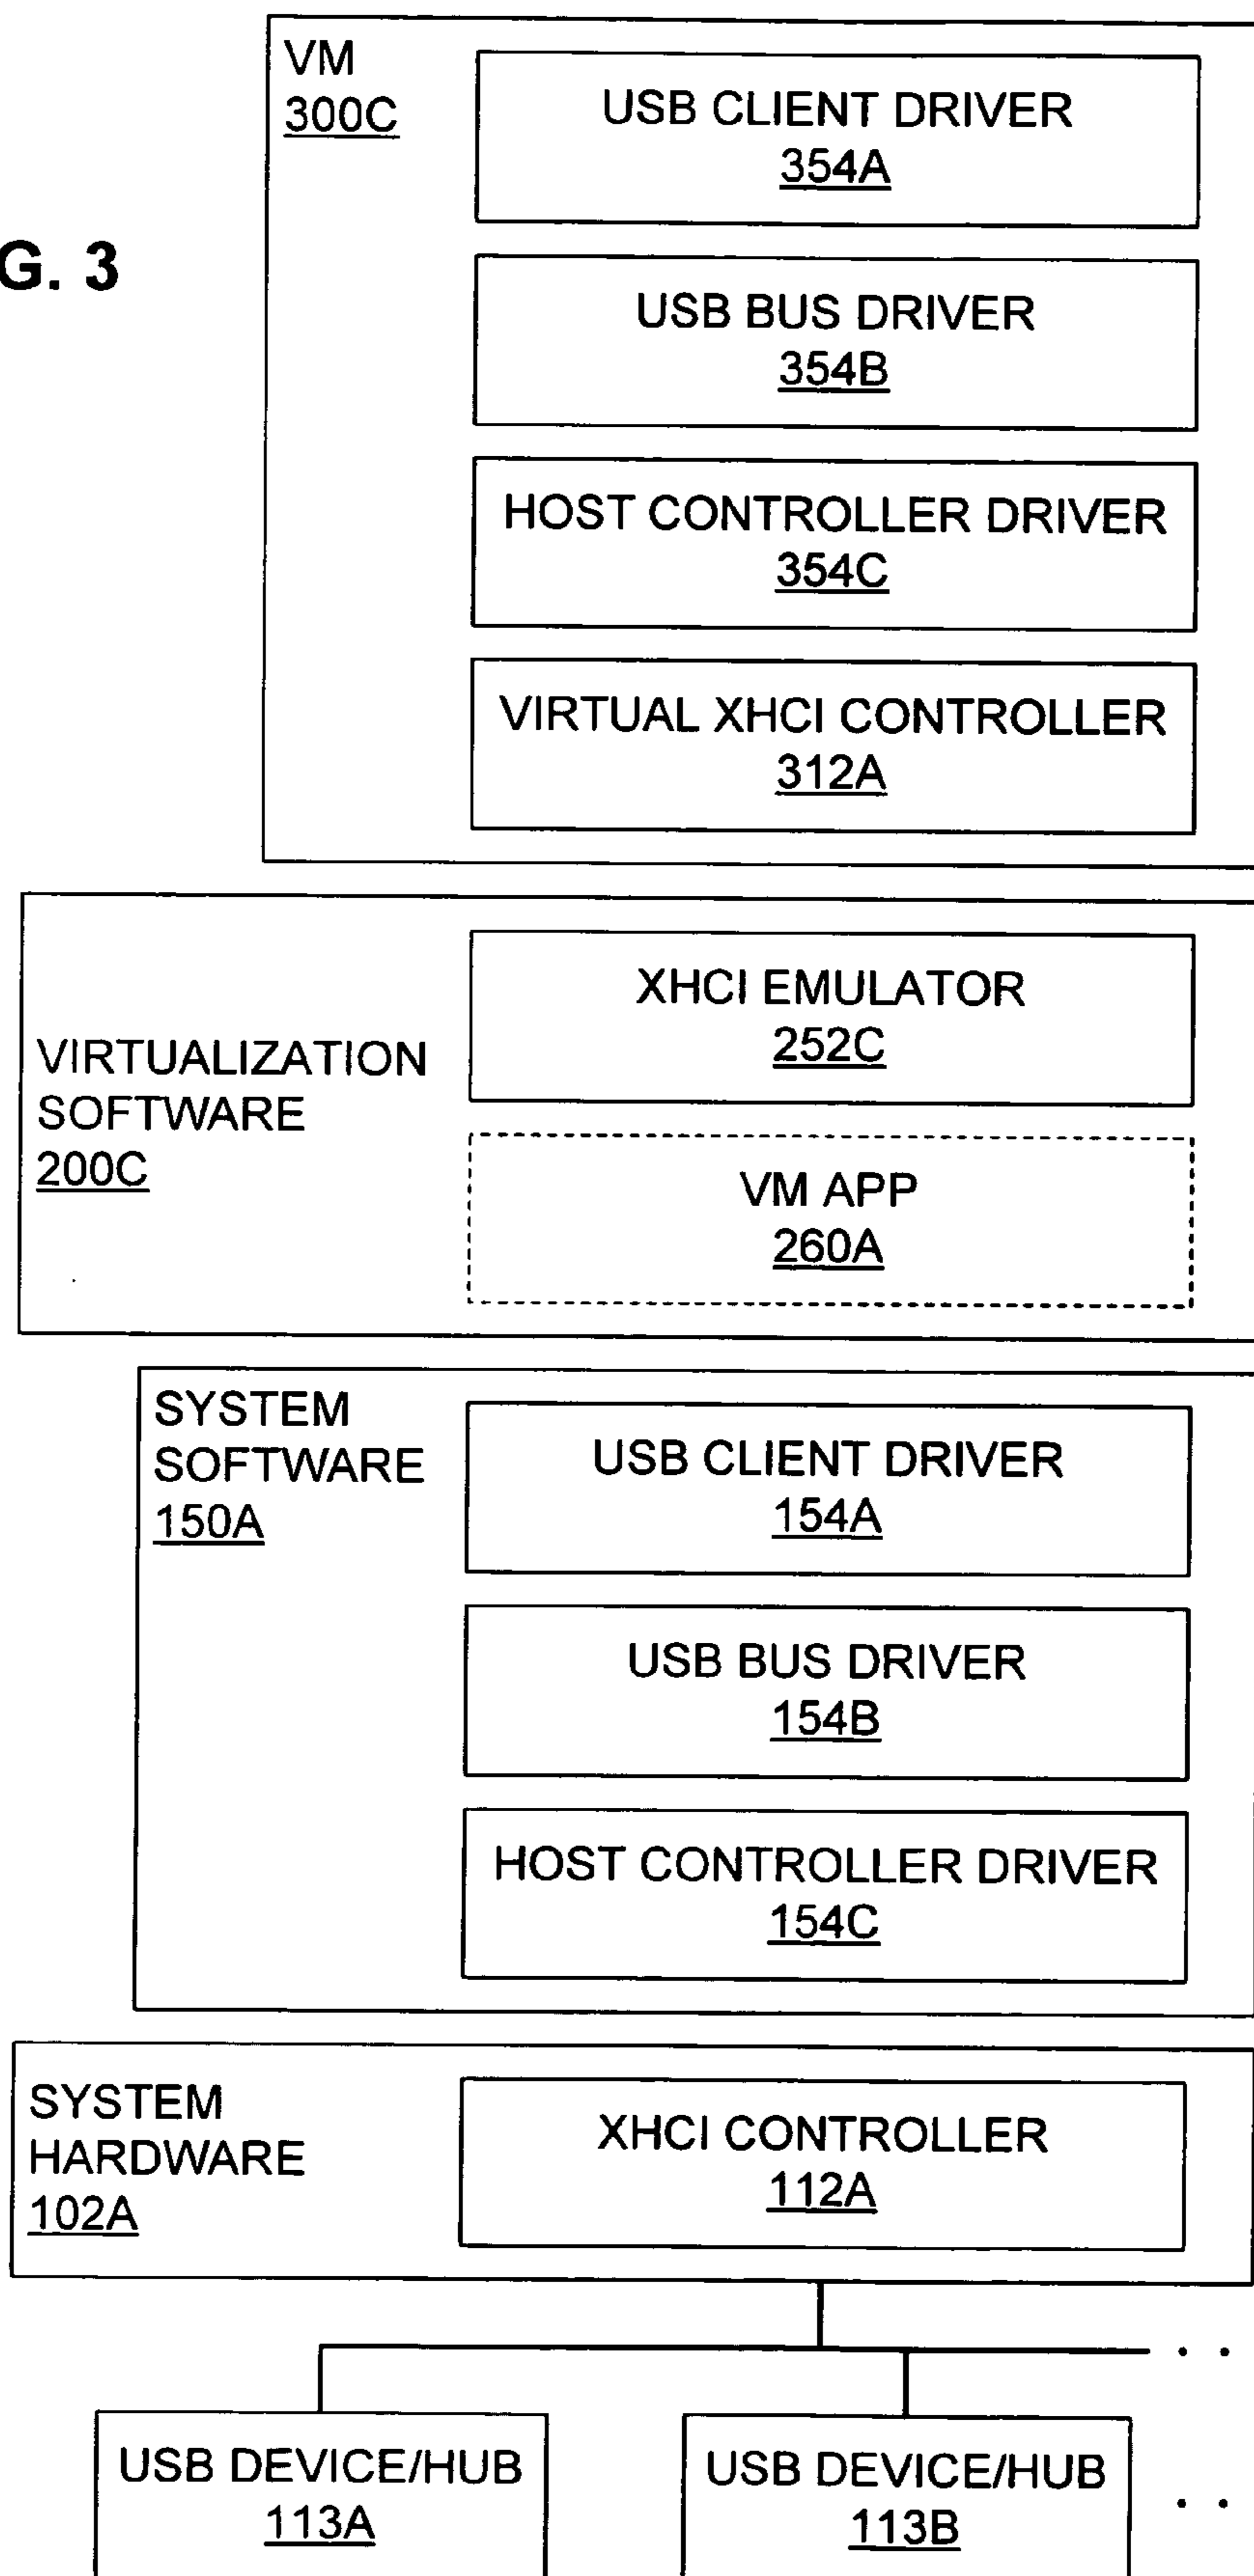 VM
300C
USB CLIENT DRIVER
354A
G. 3
USB BUS DRIVER
354B
HOST CONTROLLER DRIVER
354C
VIRTUAL XHCI CONTROLLER
312A
VIRTUALIZATION
SOFTWARE
200C
XHCI EMULATOR
252C
VM APP
260A
SYSTEM
SOFTWARE
150A
USB CLIENT DRIVER
154A
USB BUS DRIVER
154B
HOST CONTROLLER DRIVER
154C
SYSTEM
HARDWARE
102A
XHCI CONTROLLER
112A
USB DEVICE/HUB
113A
USB DEVICE/HUB
113B